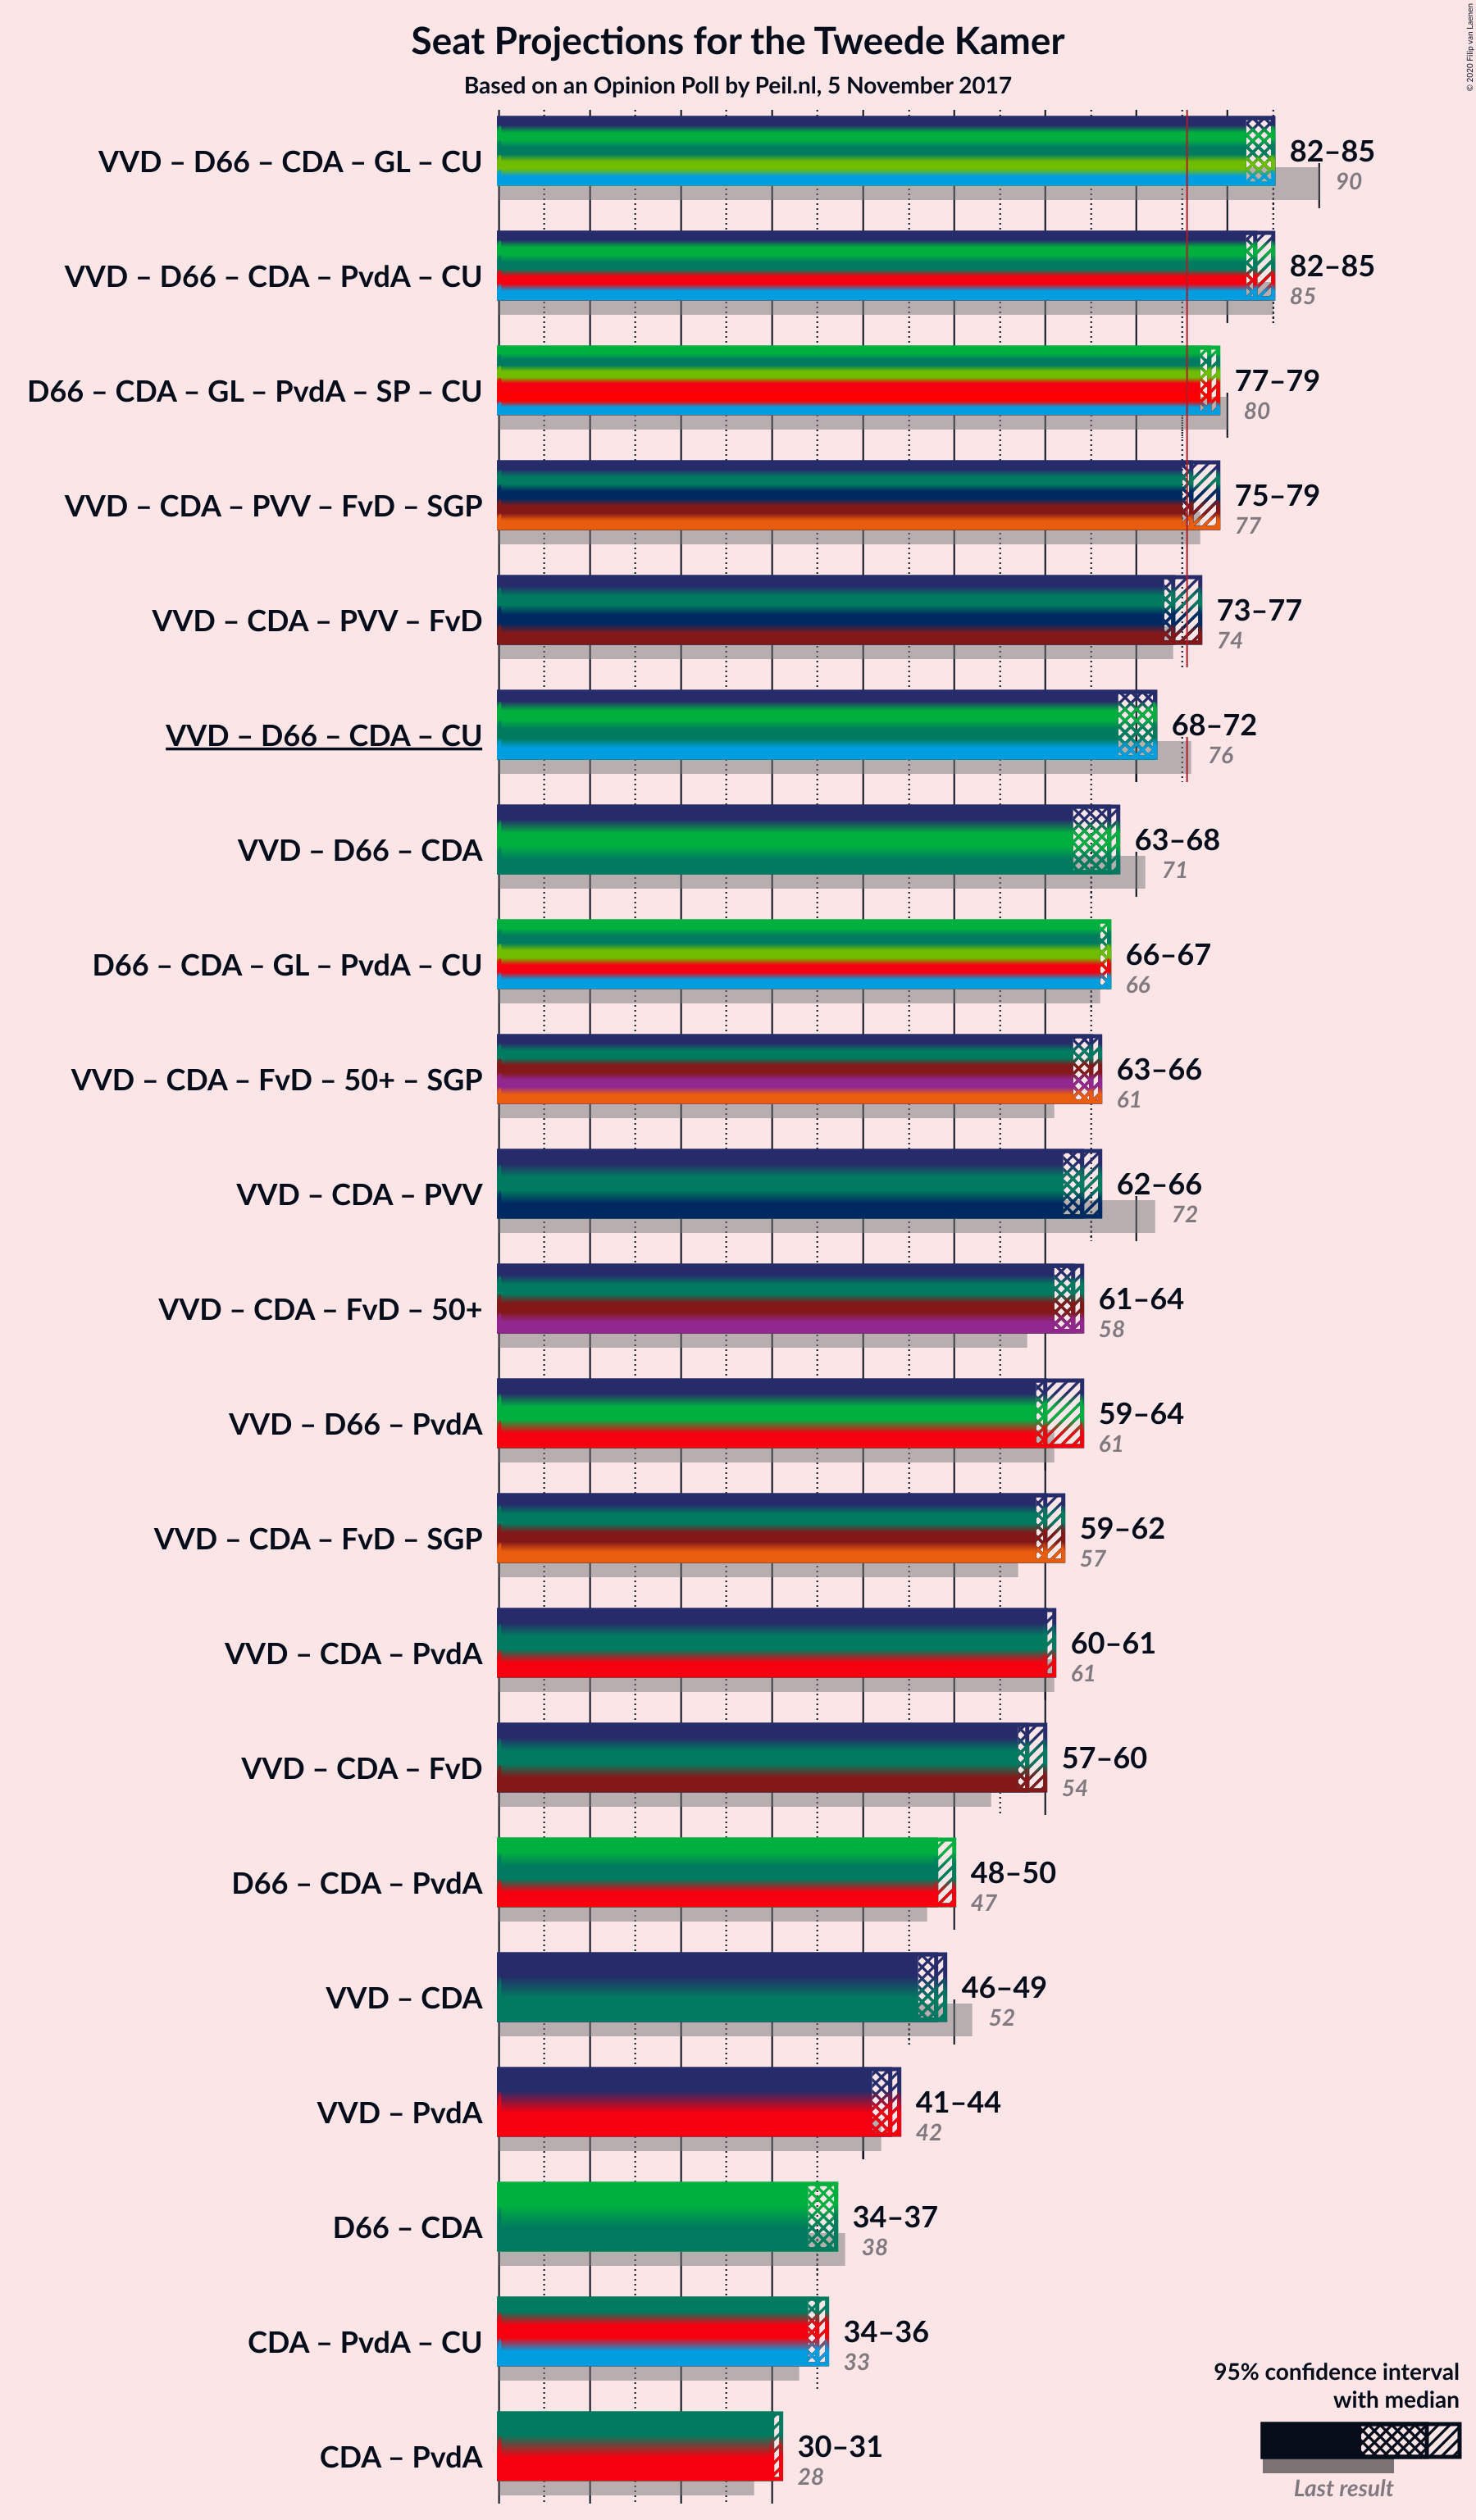 Seat Projections for the Tweede Kamer
Based on an Opinion Poll by Peil.nl, 5 November 2017
© 2020 Filip van Laenen
VVD – D66 – CDA – GL – CU
82–85
90
VVD – D66 – CDA – PvdA – CU
82–85
85
D66 – CDA – GL – PvdA – SP – CU
77–79
80
VVD – CDA – PVV – FvD – SGP
75–79
77
VVD – CDA – PVV – FvD
73–77
74
VVD – D66 – CDA – CU
68–72
76
VVD – D66 – CDA
63–68
71
D66 – CDA – GL – PvdA – CU
66–67
66
VVD – CDA – FvD – 50+ – SGP
63–66
61
VVD – CDA – PVV
62–66
72
VVD – CDA – FvD – 50+
61–64
58
VVD – D66 – PvdA
59–64
61
VVD – CDA – FvD – SGP
59–62
57
VVD – CDA – PvdA
60–61
61
VVD – CDA – FvD
57–60
54
D66 – CDA – PvdA
48–50
47
VVD – CDA
46–49
52
VVD – PvdA
41–44
42
D66 – CDA
34–37
38
CDA – PvdA – CU
34–36
33
CDA – PvdA
30–31
28
95% confidence interval
with median
Last result